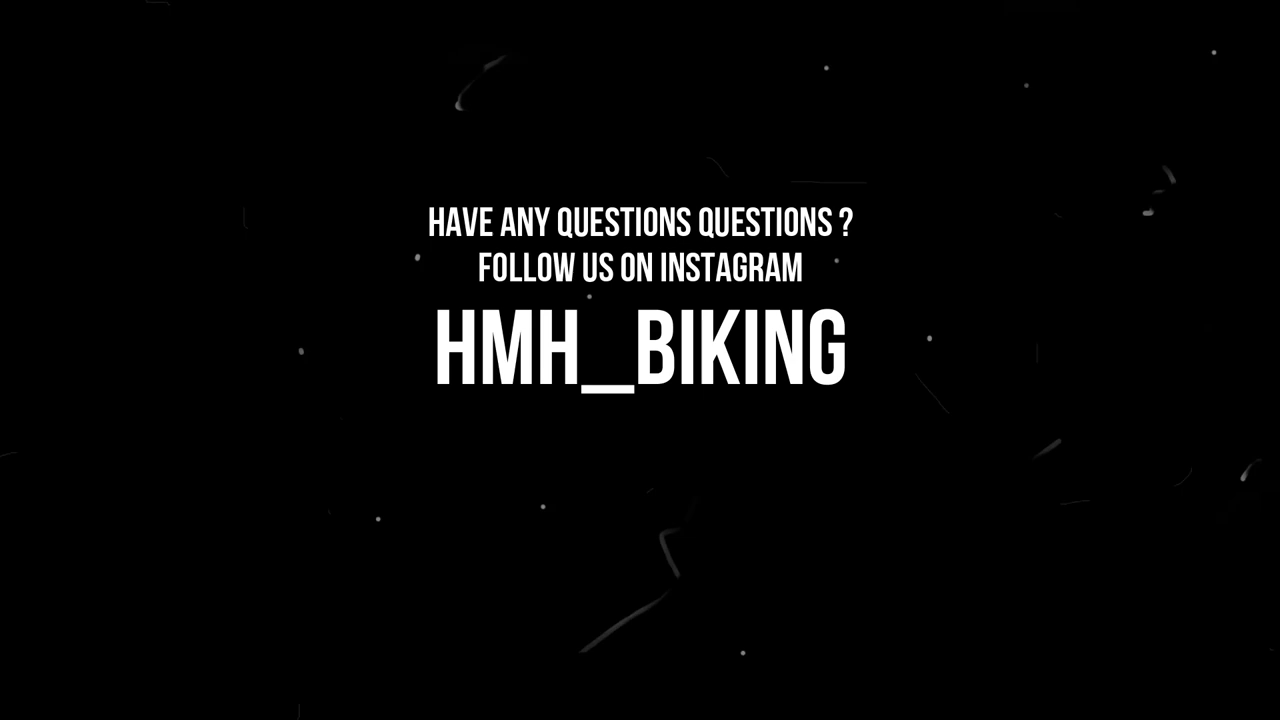 HAVE ANY QUESTIONS QUESTIONS ?
FOLLOW US ON INSTAGRAM
HMH_BIKING